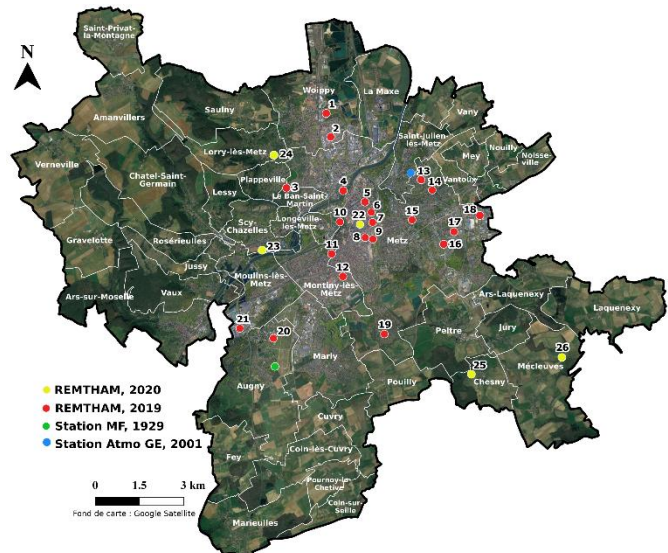 Saint-Privat-
la-Montagne
N
Woippy
La Maxe
1
2
Amanvillers
Saulny
Vany
Saint-Julien-
lès-Metz
Nouilly
Mey
Noisse-
ville
Lorry-lès-Metz
24
Verneville
Chatel-Saint-
Germain
Plappeville
Lessy
3
4
13
14
Vantoux
Le Ban-Saint-
Martin
5
6
7
8
9
10
22
15
16
17
18
Longeville-
lès-Metz
Metz
Scy-
Chazelles
23
Gravelotte
Rosérieulles
Jussy
11
12
Moulins-lès-
Metz
Montigny-lès-
Metz
Ars-sur-Moselle
Vaux
Ars-Laquenexy
Laquenexy
21
20
19
Peltre
Jury
Marly
26
Mécleuves
25
Chesny
Augny
Pouilly
REMTHAM, 2020
REMTHAM, 2019
Station MF, 1929
Station Atmo GE, 2001
Cuvry
Fey
Coin-lès-Cuvry
Pournoy-la-
Chetive
Coin-sur-
Seille
Marieulles
0 1.5 3 km
Fond de carte : Google Satellite